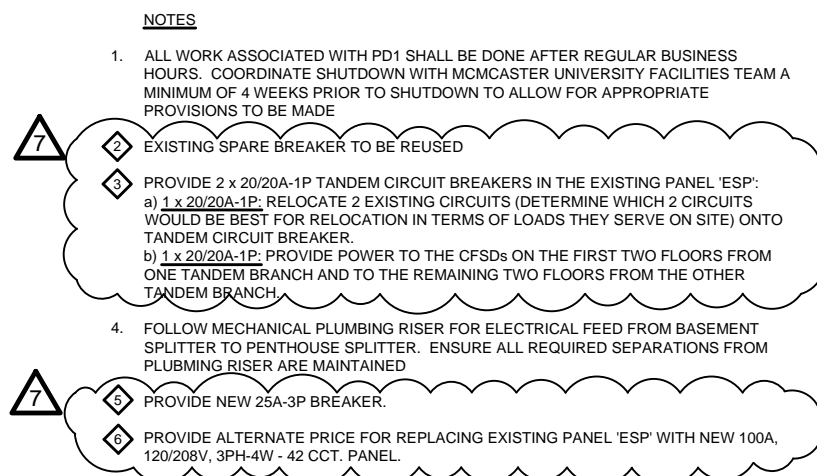 NOTES
1. ALL WORK ASSOCIATED WITH PD1 SHALL BE DONE AFTER REGULAR BUSINESS
HOURS. COORDINATE SHUTDOWN WITH MCMCASTER UNIVERSITY FACILITIES TEAM A
MINIMUM OF 4 WEEKS PRIOR TO SHUTDOWN TO ALLOW FOR APPROPRIATE
PROVISIONS TO BE MADE
7
2 EXISTING SPARE BREAKER TO BE REUSED
3 PROVIDE 2 x 20/20A-1P TANDEM CIRCUIT BREAKERS IN THE EXISTING PANEL 'ESP':
a) 1 x 20/20A-1P: RELOCATE 2 EXISTING CIRCUITS (DETERMINE WHICH 2 CIRCUITS
WOULD BE BEST FOR RELOCATION IN TERMS OF LOADS THEY SERVE ON SITE) ONTO
TANDEM CIRCUIT BREAKER.
b) 1 x 20/20A-1P: PROVIDE POWER TO THE CFSDs ON THE FIRST TWO FLOORS FROM
ONE TANDEM BRANCH AND TO THE REMAINING TWO FLOORS FROM THE OTHER
TANDEM BRANCH.
4. FOLLOW MECHANICAL PLUMBING RISER FOR ELECTRICAL FEED FROM BASEMENT
SPLITTER TO PENTHOUSE SPLITTER. ENSURE ALL REQUIRED SEPARATIONS FROM
PLUBMING RISER ARE MAINTAINED
7
5 PROVIDE NEW 25A-3P BREAKER.
6 PROVIDE ALTERNATE PRICE FOR REPLACING EXISTING PANEL 'ESP' WITH NEW 100A,
120/208V, 3PH-4W - 42 CCT. PANEL.